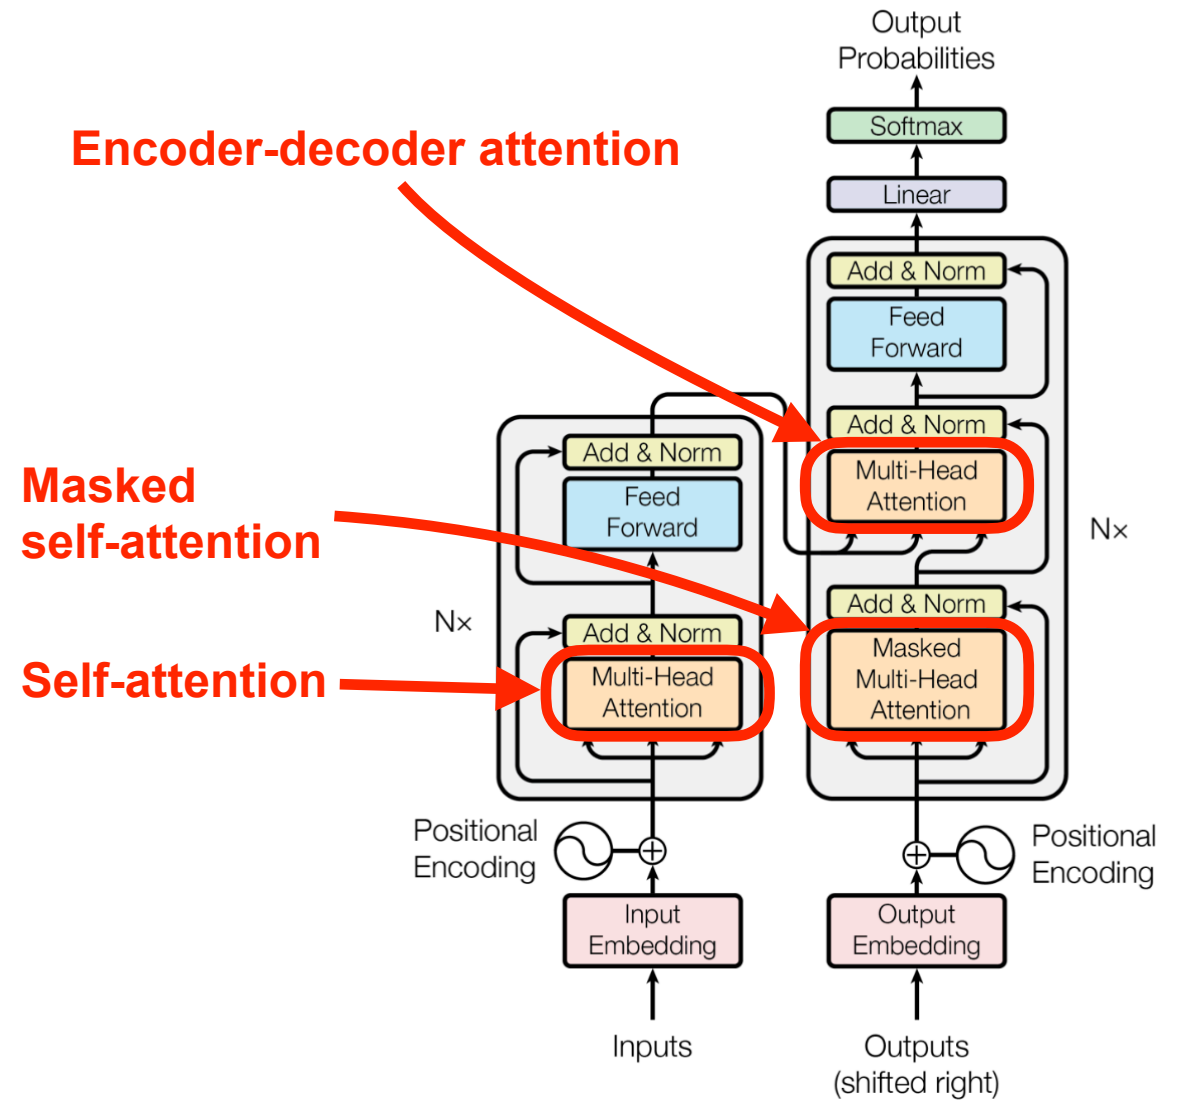 Output
Probabilities
Softmax
Encoder-decoder attention
Linear
Add & Norm
Feed
Forward
Add & Norm
Multi-Head
Attention
Nx
Add & Norm
Masked
Multi-Head
Attention
Add & Norm
Feed
Forward
Nx
Add & Norm
Multi-Head
Attention
Masked
self-attention
Self-attention
Positional
Encoding
Positional
Encoding
Input
Embedding
Output
Embedding
Inputs
Outputs
(shifted right)